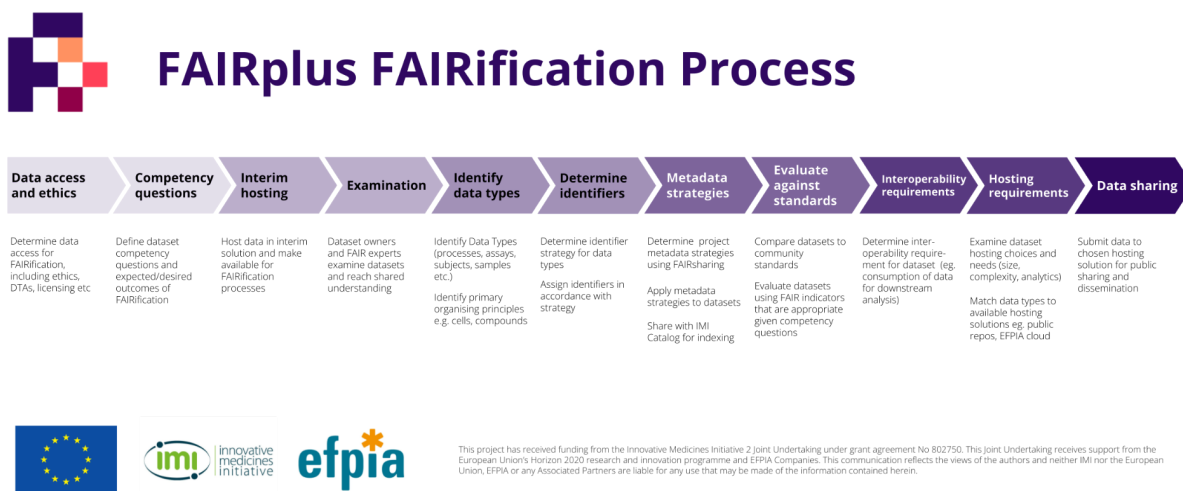 FAIRplus FAIRification Process
Data access
and ethics
Competency
questions
Interim
hosting
Examination
Identify
data types
Determine
identifiers
Metadata
strategies
Evaluate
against
standards
Interoperability
requirements
Hosting
requirements
Data sharing
Determine data
access for
FAIRification,
including ethics,
DTAs, licensing etc
Define dataset
competency
questions and
expected/desired
outcomes of
FAIRification
Host data in interim
solution and make
available for
FAIRification
processes
Dataset owners
and FAIR experts
examine datasets
and reach shared
understanding
Identify Data Types
(processes, assays,
subjects, samples
etc.)
Identify primary
organising principles
e.g. cells, compounds
Determine identifier
strategy for data
types
Assign identifiers in
accordance with
strategy
Determine project
metadata strategies
using FAIRsharing
Apply metadata
strategies to datasets
Share with IMI
Catalog for indexing
Compare datasets to
community
standards
Evaluate datasets
using FAIR indicators
that are appropriate
given competency
questions
Determine inter-
operability require-
ment for dataset (eg.
consumption of data
for downstream
analysis)
Examine dataset
hosting choices and
needs (size,
complexity, analytics)
Match data types to
available hosting
solutions eg. public
repos, EFPIA cloud
Submit data to
chosen hosting
solution for public
sharing and
dissemination
imi
innovative
medicines
initiative
efpia
This project has received funding from the Innovative Medicines Initiative 2 Joint Undertaking under grant agreement No 802750. This Joint Undertaking receives support from the
European Union's Horizon 2020 research and innovation programme and EFPIA Companies. This communication reflects the views of the authors and neither IMI nor the European
Union, EFPIA or any Associated Partners are liable for any use that may be made of the information contained herein.